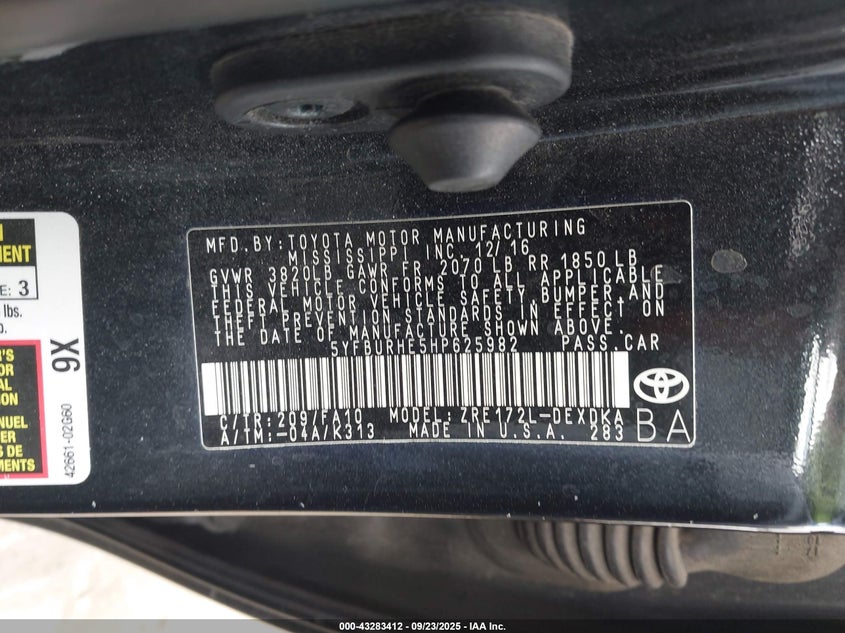 MFD.BY:TOYOTA MOTOR MANUFACTURING
MISSISSIPPI INC. 12/16
GVWR 3820LB GAWR FR 2070 LB RR 1850LB
THIS VEHICLE CONFORMS TO ALL APPLICABLE
FEDERAL MOTOR VEHICLE SAFETY, BUMPER, AND
THEFT PREVENTION STANDARDS IN EFFECT ON
THE DATE OF MANUFACTURE SHOWN ABOVE.
5YFBURHE5HP625982 PASS.CAR
C/TR:209/FA10 MODEL:ZRE172L-DEXDKA
A/TM:-04A/K313 MADE IN U.S.A. 283
BA
MENT
E: 3
lbs.
9X
42661-02G60
000-43283412 - 09/23/2025 - IAA Inc.